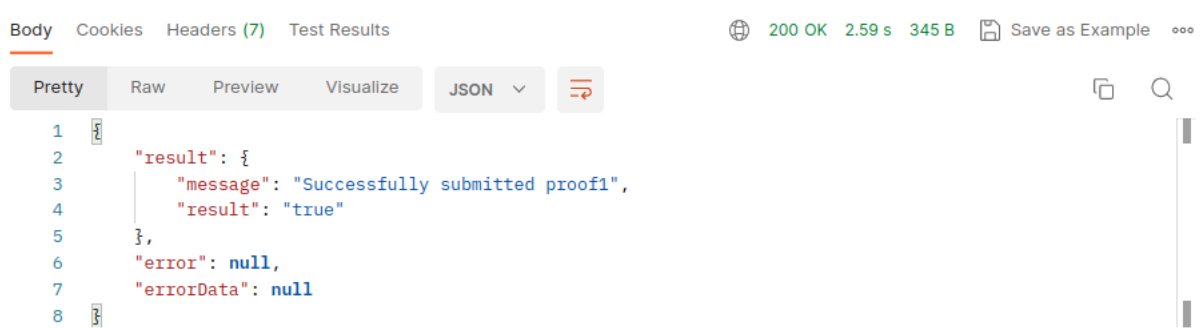 Body Cookies Headers (7) Test Results 200 OK 2.59 s 345 B Save as Example
Pretty Raw Preview Visualize JSON
1 {
2 "result": {
3 "message": "Successfully submitted proof1",
4 "result": "true"
5 },
6 "error": null,
7 "errorData": null
8 }